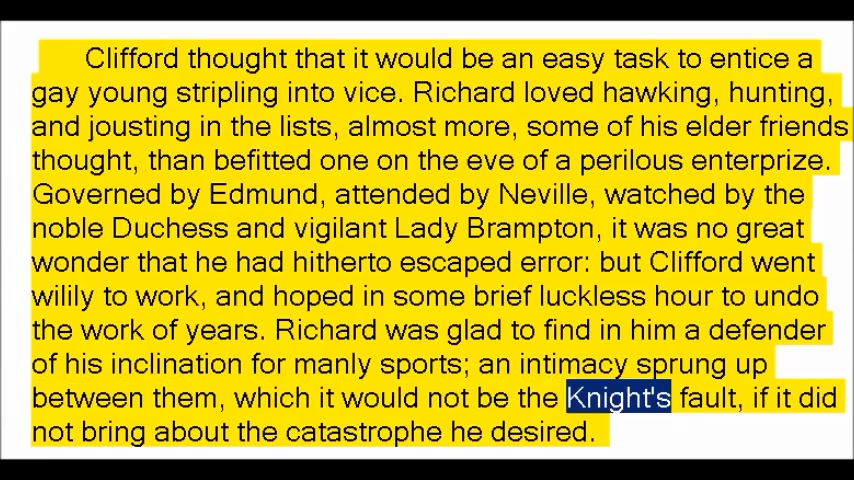 Clifford thought that it would be an easy task to entice a
gay young stripling into vice. Richard loved hawking, hunting,
and jousting in the lists, almost more, some of his elder friends
thought, than befitted one on the eve of a perilous enterprize.
Governed by Edmund, attended by Neville, watched by the
noble Duchess and vigilant Lady Brampton, it was no great
wonder that he had hitherto escaped error: but Clifford went
wilily to work, and hoped in some brief luckless hour to undo
the work of years. Richard was glad to find in him a defender
of his inclination for manly sports; an intimacy sprung up
between them, which it would not be the Knight's fault, if it did
not bring about the catastrophe he desired.